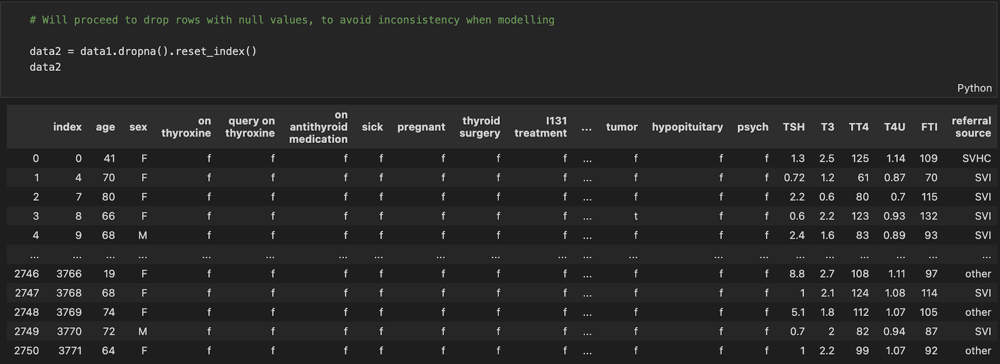 # Will proceed to drop rows with null values, to avoid inconsistency when modelling
data2 = data1.dropna().reset_index()
data2
Python
index age sex on thyroxine query on thyroxine on antithyroid medication sick pregnant thyroid surgery I131 treatment ... tumor hypopituitary psych TSH T3 TT4 T4U FTI referral source
0 0 41 F f f f f f f f ... f f f 1.3 2.5 125 1.14 109 SVHC
1 4 70 F f f f f f f f ... f f f 0.72 1.2 61 0.87 70 SVI
2 7 80 F f f f f f f f ... f f f 2.2 0.6 80 0.7 115 SVI
3 8 66 F f f f f f f f ... t f f 0.6 2.2 123 0.93 132 SVI
4 9 68 M f f f f f f f ... f f f 2.4 1.6 83 0.89 93 SVI
... ... ... ... ... ... ... ... ... ... ... ... ... ... ... ... ... ... ... ... ...
2746 3766 19 F f f f f f f f ... f f f 8.8 2.7 108 1.11 97 other
2747 3768 68 F f f f f f f f ... f f f 1 2.1 124 1.08 114 SVI
2748 3769 74 F f f f f f f f ... f f f 5.1 1.8 112 1.07 105 other
2749 3770 72 M f f f f f f f ... f f f 0.7 2 82 0.94 87 SVI
2750 3771 64 F f f f f f f f ... f f f 1 2.2 99 1.07 92 other